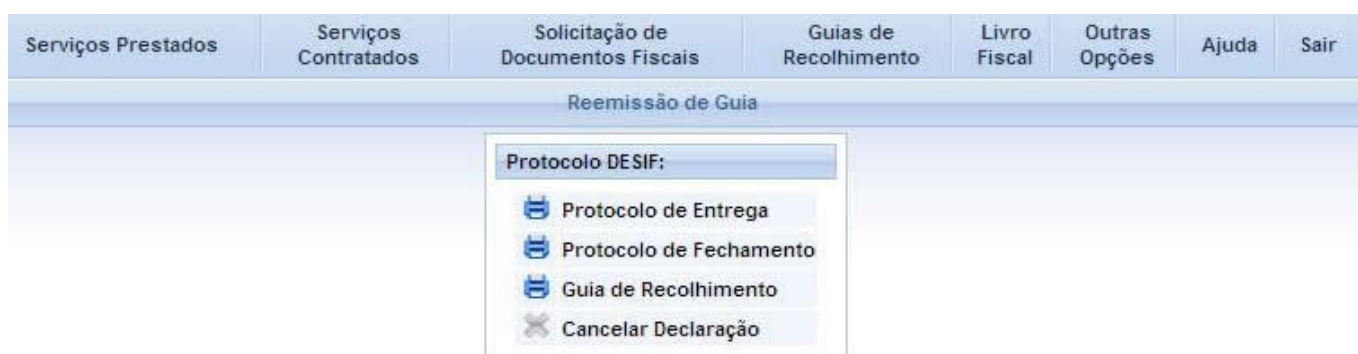 Serviços Prestados
Serviços
Contratados
Solicitação de
Documentos Fiscais
Guias de
Recolhimento
Livro
Fiscal
Outras
Opções
Ajuda
Sair
Reemissão de Guia
Protocolo DESIF:
Protocolo de Entrega
Protocolo de Fechamento
Guia de Recolhimento
Cancelar Declaração